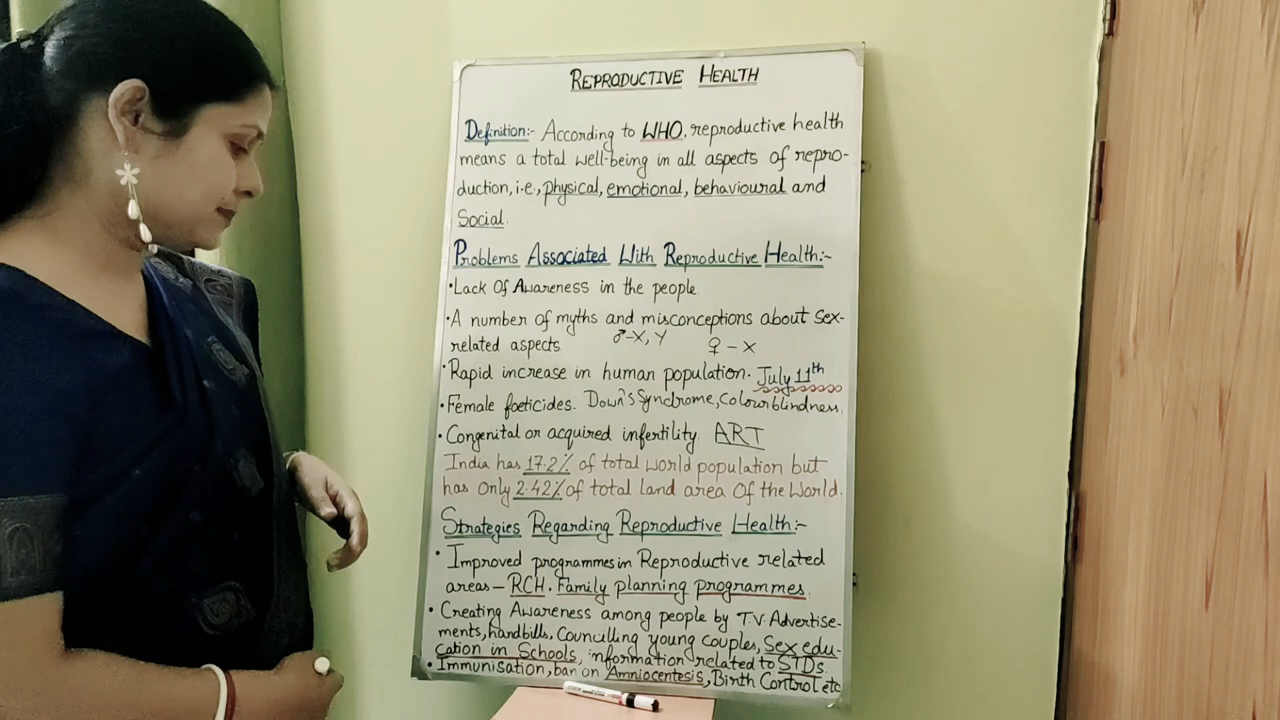 REPRODUCTIVE HEALTH
Definition:- According to WHO, reproductive health
means a total well-being in all aspects of repro-
duction, i.e., physical, emotional, behavioural and
Social.
Problems Associated With Reproductive Health:-
•Lack Of Awareness in the people.
•A number of myths and misconceptions about sex-
related aspects ♂-X, Y ♀-X
•Rapid increase in human population. July 11th
•Female foeticides. Down's Syndrome, Colourblindness.
•Congenital or acquired infertility. ART
India has 17.2% of total world population but
has only 2.42% of total land area of the World.
Strategies Regarding Reproductive Health:-
• Improved programmes in Reproductive related
areas – RCH. Family planning programmes.
• Creating Awareness among people by T.V. Advertise-
ments, handbills, Councilling young couples, Sex edu-
cation in Schools, information related to STDs
• Immunisation, ban on Amniocentesis, Birth Control etc